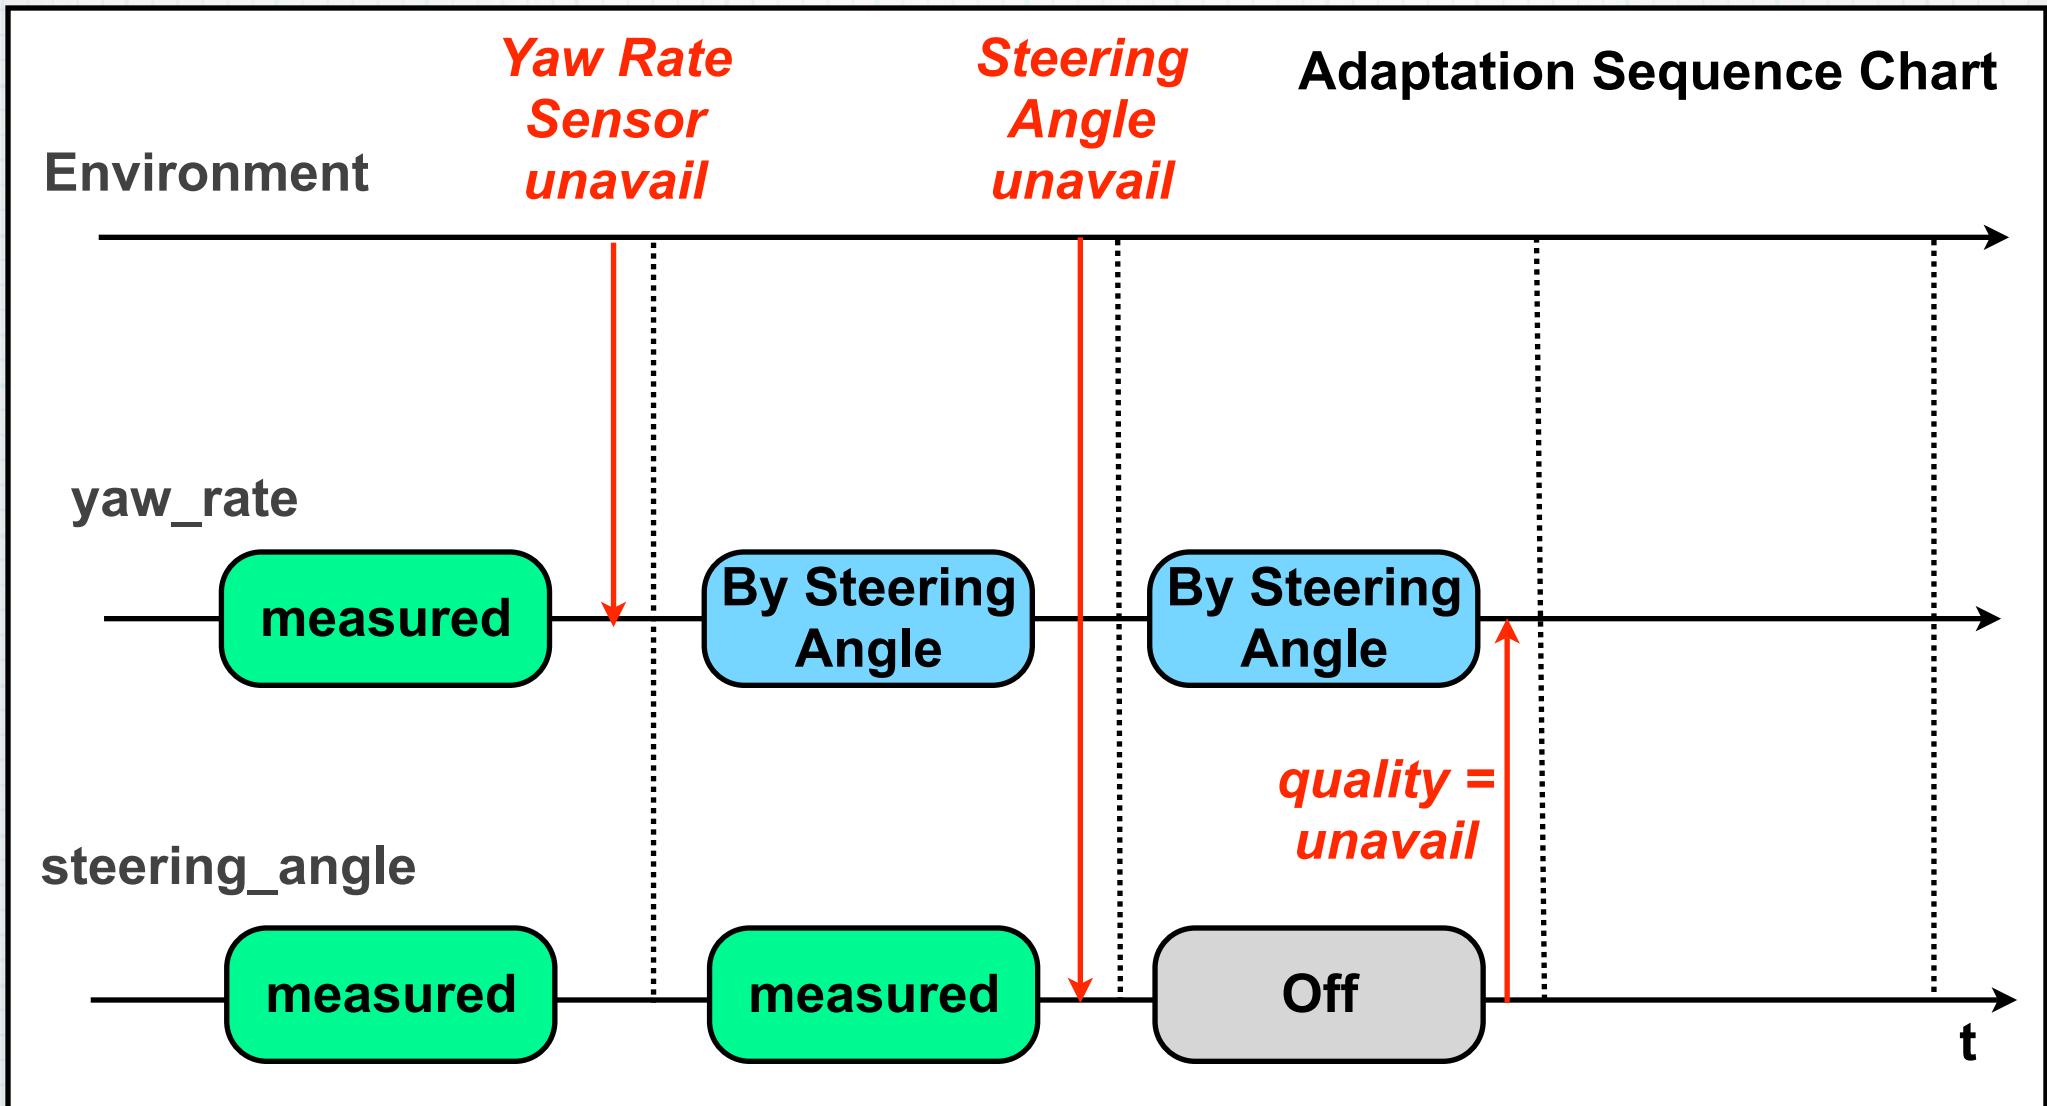 Adaptation Sequence Chart
Yaw Rate
Sensor
unavail
Steering
Angle
unavail
Environment
yaw_rate
measured
By Steering
Angle
By Steering
Angle
quality =
unavail
steering_angle
measured
measured
Off
t